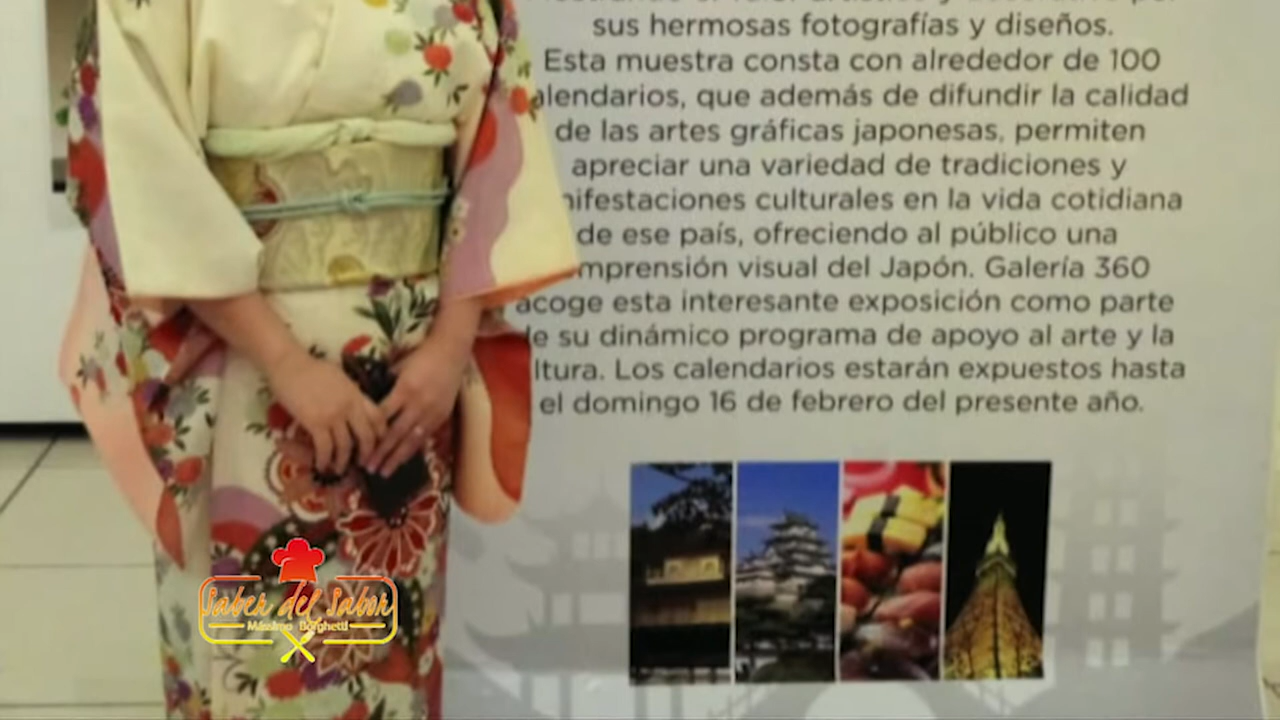 sus hermosas fotografías y diseños.
Esta muestra consta con alrededor de 100
alendarios, que además de difundir la calidad
de las artes gráficas japonesas, permiten
apreciar una variedad de tradiciones y
nifestaciones culturales en la vida cotidiana
de ese país, ofreciendo al público una
mprensión visual del Japón. Galería 360
acoge esta interesante exposición como parte
de su dinámico programa de apoyo al arte y la
ltura. Los calendarios estarán expuestos hasta
el domingo 16 de febrero del presente año.
Saber del Sabor
Máximo Borghetti